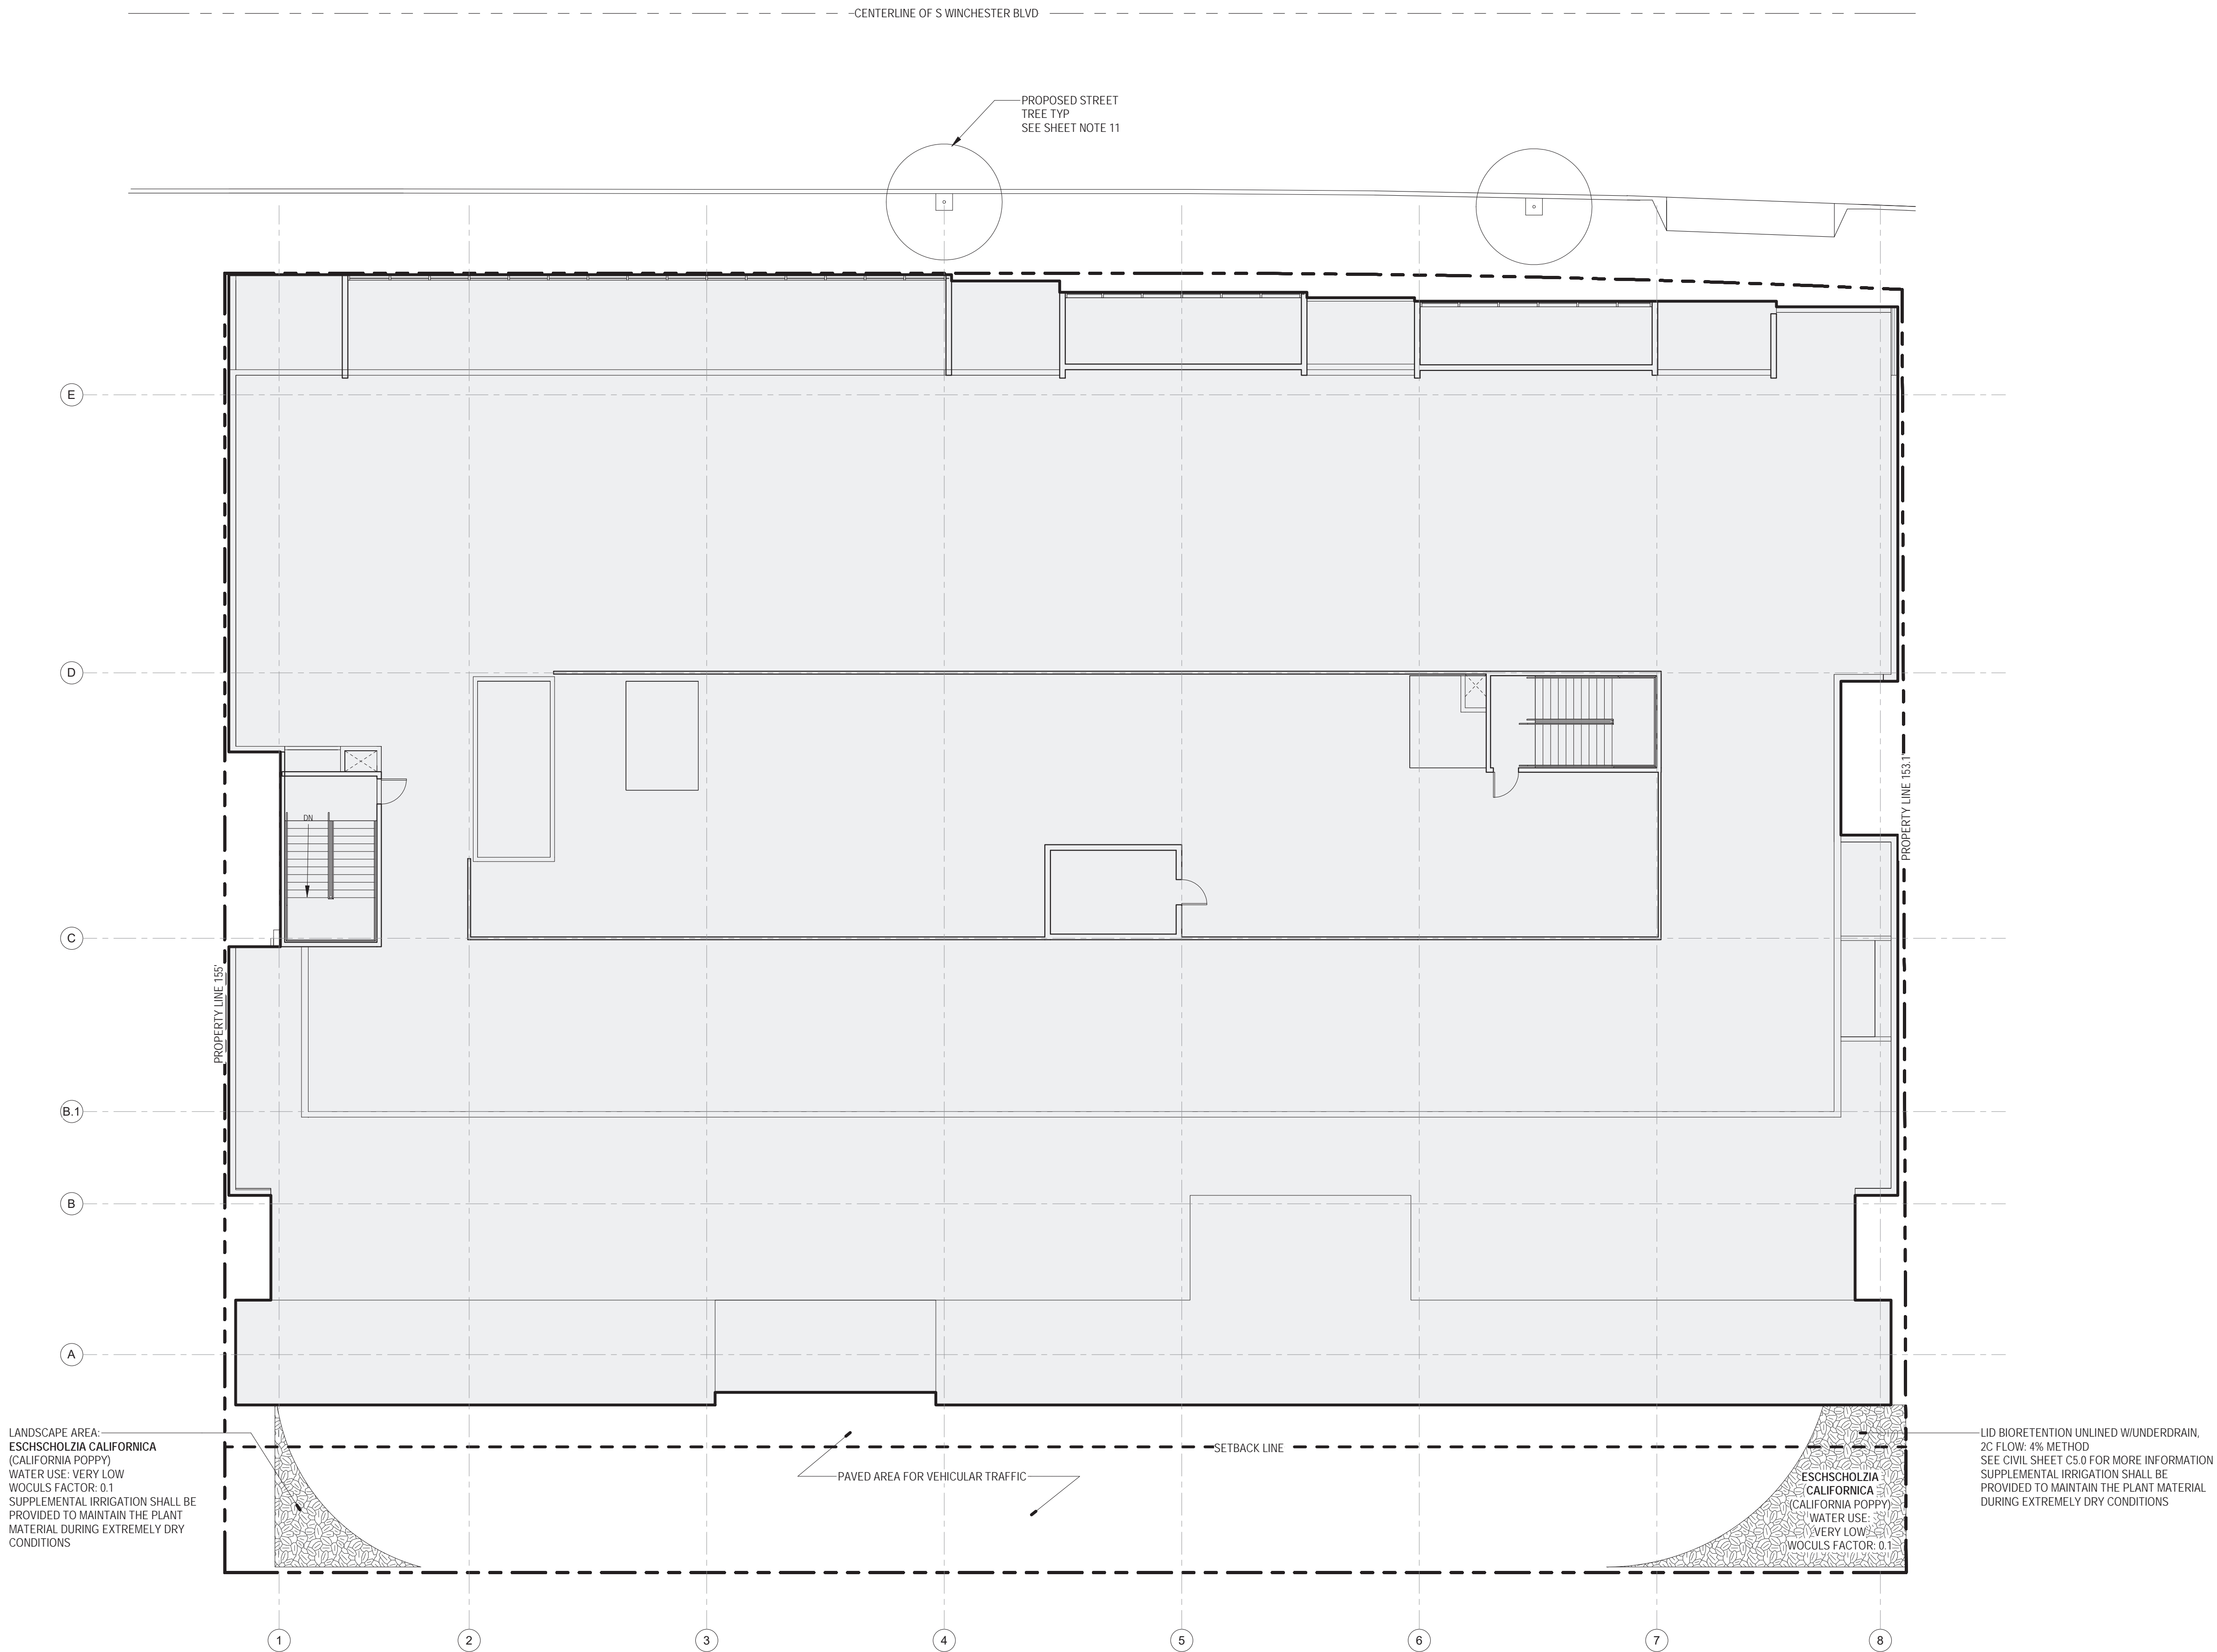 CENTERLINE OF S WINCHESTER BLVD
PROPOSED STREET
TREE TYP
SEE SHEET NOTE 11
E
D
C
B.1
B
A
DN
PROPERTY LINE 155'
PROPERTY LINE 153.1'
SETBACK LINE
PAVED AREA FOR VEHICULAR TRAFFIC
LANDSCAPE AREA:
ESCHSCHOLZIA CALIFORNICA
(CALIFORNIA POPPY)
WATER USE: VERY LOW
WOCULS FACTOR: 0.1
SUPPLEMENTAL IRRIGATION SHALL BE
PROVIDED TO MAINTAIN THE PLANT
MATERIAL DURING EXTREMELY DRY
CONDITIONS
ESCHSCHOLZIA
CALIFORNICA
(CALIFORNIA POPPY)
WATER USE:
VERY LOW
WOCULS FACTOR: 0.1
LID BIORETENTION UNLINED W/UNDERDRAIN,
2C FLOW: 4% METHOD
SEE CIVIL SHEET C5.0 FOR MORE INFORMATION
SUPPLEMENTAL IRRIGATION SHALL BE
PROVIDED TO MAINTAIN THE PLANT MATERIAL
DURING EXTREMELY DRY CONDITIONS
1 2 3 4 5 6 7 8